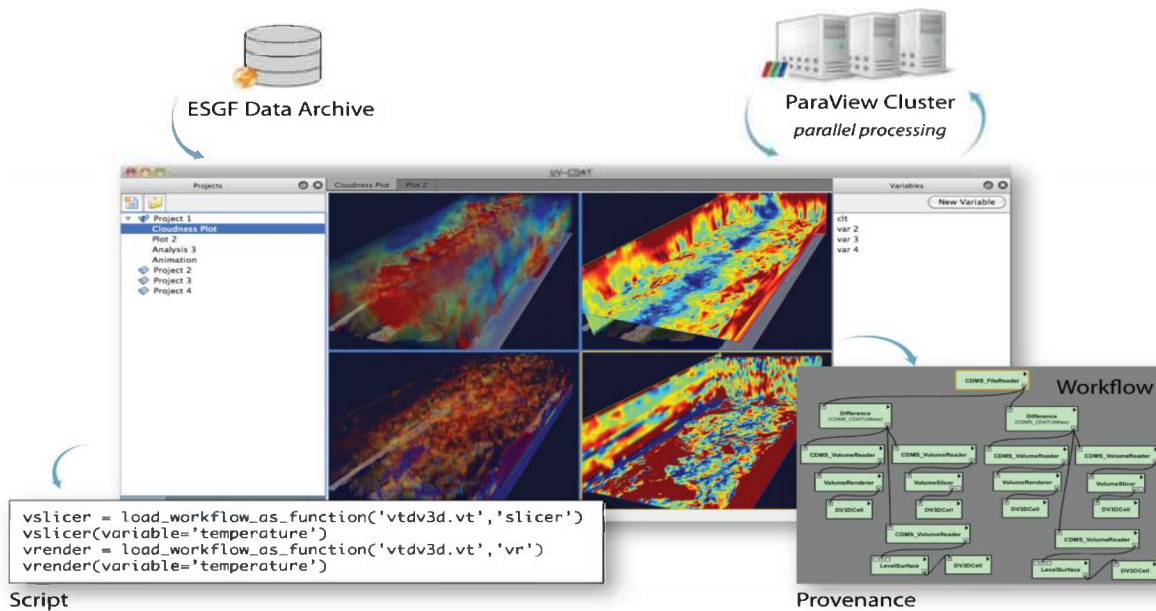 ESGF Data Archive
ParaView Cluster
parallel processing
UV-CDAT
Projects
Cloudness Plot
Plot 2
Variables
New Variable
Project 1
Cloudness Plot
Plot 2
Analysis 3
Animation
Project 2
Project 3
Project 4
clt
var 2
var 3
var 4
Workflow
CDMS_FileReader
Difference
(CDMS_CDATUtilities)
Difference
(CDMS_CDATUtilities)
CDMS_VolumeReader
CDMS_VolumeReader
CDMS_VolumeReader
CDMS_VolumeReader
VolumeRenderer
VolumeSlicer
VolumeRenderer
VolumeSlicer
DV3DCell
DV3DCell
DV3DCell
DV3DCell
CDMS_VolumeReader
CDMS_VolumeReader
LevelSurface
DV3DCell
LevelSurface
DV3DCell
vslicer = load_workflow_as_function('vtdv3d.vt','slicer')
vslicer(variable='temperature')
vrender = load_workflow_as_function('vtdv3d.vt','vr')
vrender(variable='temperature')
Script
Provenance